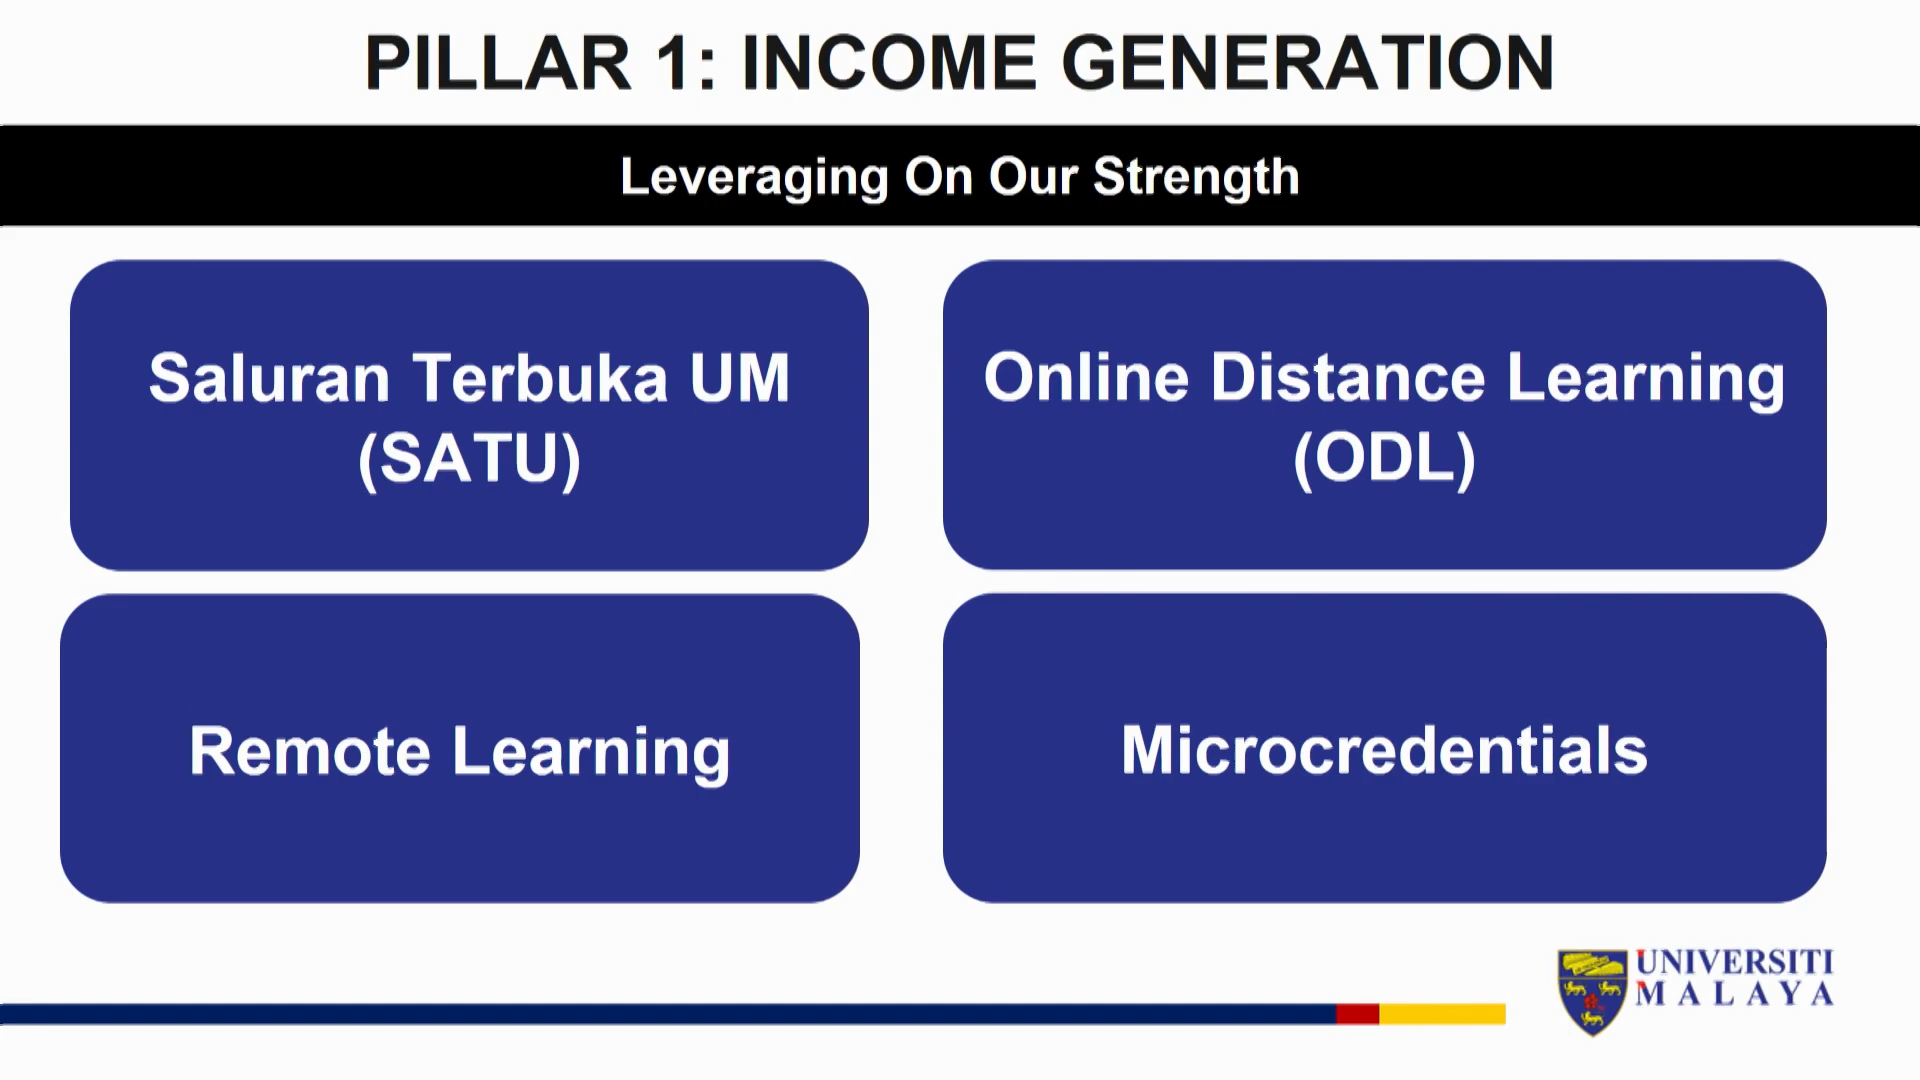 PILLAR 1: INCOME GENERATION
Leveraging On Our Strength
Saluran Terbuka UM
(SATU)
Online Distance Learning
(ODL)
Remote Learning
Microcredentials
UNIVERSITI
MALAYA